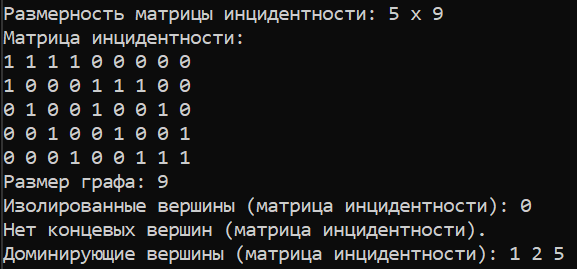 Размерность матрицы инцидентности: 5 x 9
Матрица инцидентности:
1 1 1 1 0 0 0 0 0
1 0 0 0 1 1 1 0 0
0 1 0 0 1 0 0 1 0
0 0 1 0 0 1 0 0 1
0 0 0 1 0 0 1 1 1
Размер графа: 9
Изолированные вершины (матрица инцидентности): 0
Нет концевых вершин (матрица инцидентности).
Доминирующие вершины (матрица инцидентности): 1 2 5